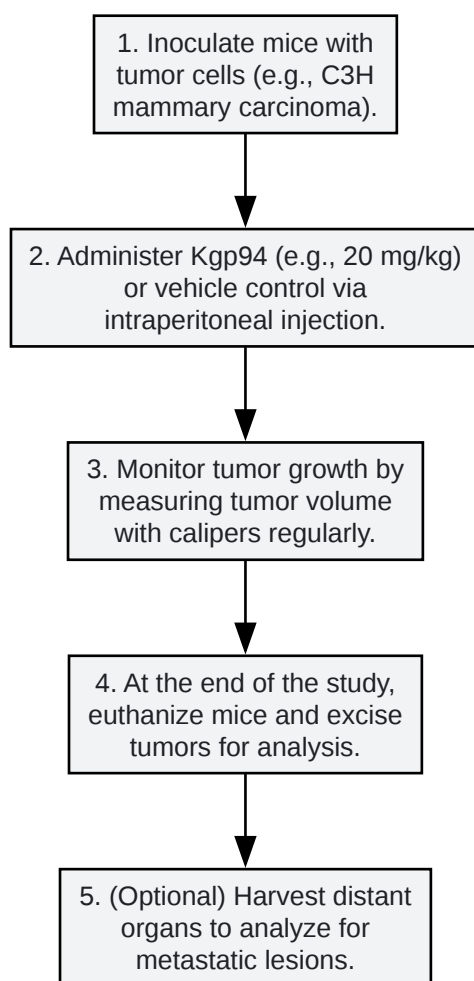 1. Inoculate mice with
tumor cells (e.g., C3H
mammary carcinoma).
2. Administer Kgp94 (e.g., 20 mg/kg)
or vehicle control via
intraperitoneal injection.
3. Monitor tumor growth by
measuring tumor volume
with calipers regularly.
4. At the end of the study,
euthanize mice and excise
tumors for analysis.
5. (Optional) Harvest distant
organs to analyze for
metastatic lesions.